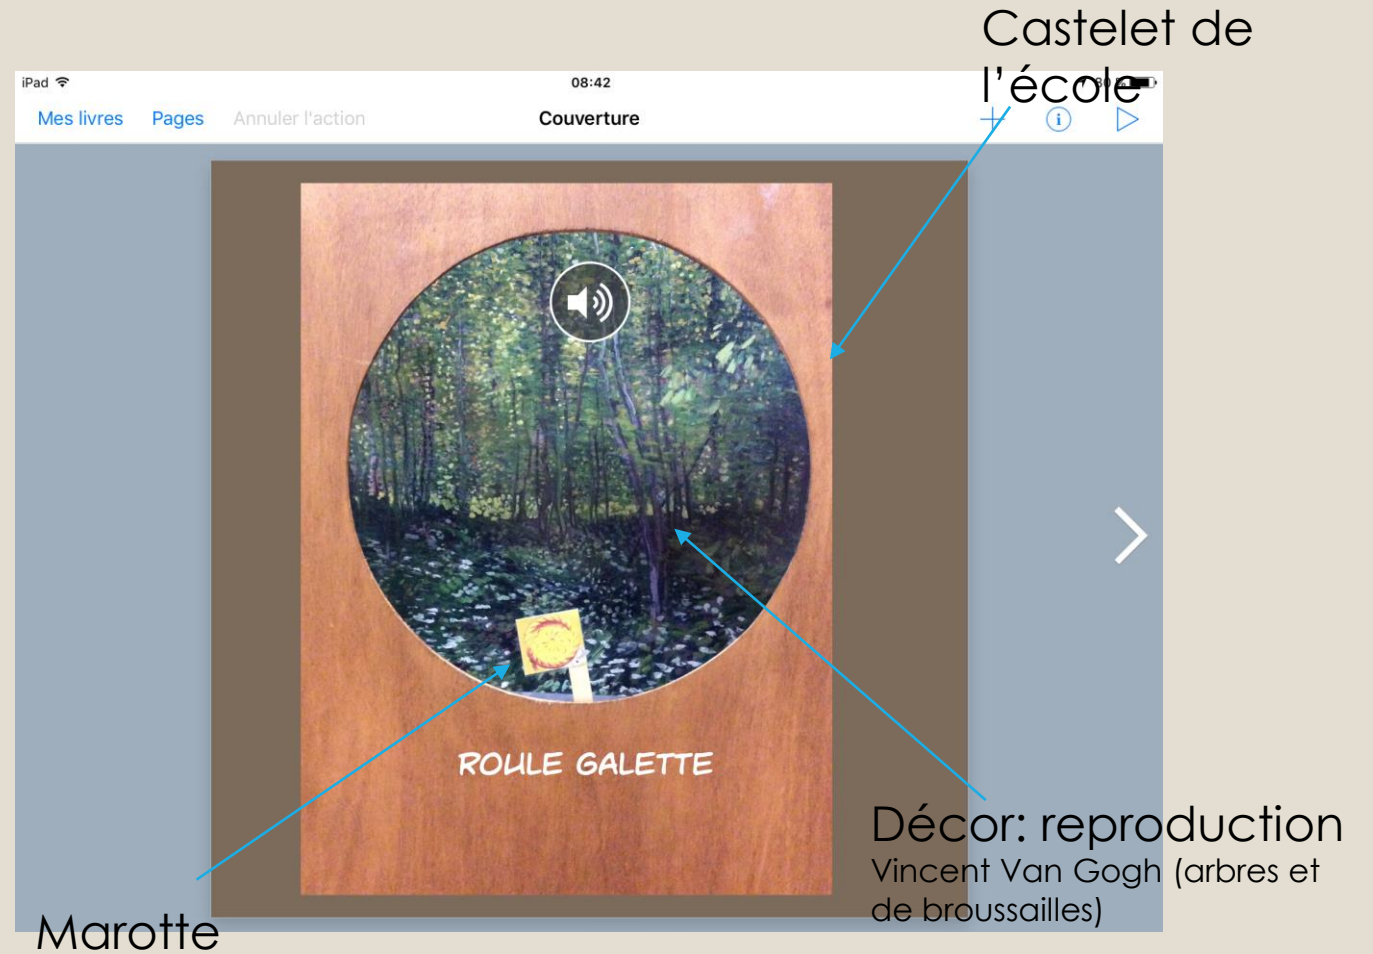 Castelet de
l’école
iPad 08:42
Mes livres Pages Annuler l'action Couverture
ROULE GALETTE
Décor: reproduction
Vincent Van Gogh (arbres et
de broussailles)
Marotte